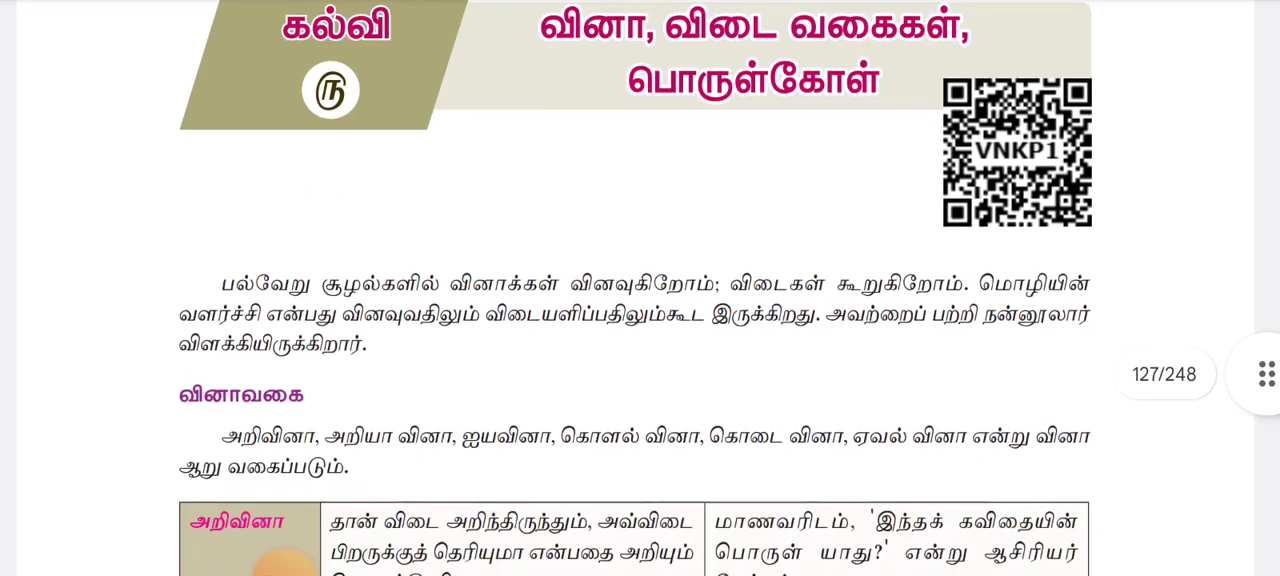 கல்வி
௫
வினா, விடை வகைகள்,
பொருள்கோள்
VNKP1
பல்வேறு சூழல்களில் வினாக்கள் வினவுகிறோம்; விடைகள் கூறுகிறோம். மொழியின்
வளர்ச்சி என்பது வினவுவதிலும் விடையளிப்பதிலும்கூட இருக்கிறது. அவற்றைப் பற்றி நன்னூலார்
விளக்கியிருக்கிறார்.
127/248
வினாவகை
அறிவினா, அறியா வினா, ஐயவினா, கொளல் வினா, கொடை வினா, ஏவல் வினா என்று வினா
ஆறு வகைப்படும்.
அறிவினா
தான் விடை அறிந்திருந்தும், அவ்விடை
பிறருக்குத் தெரியுமா என்பதை அறியும்
மாணவரிடம், 'இந்தக் கவிதையின்
பொருள் யாது?' என்று ஆசிரியர்